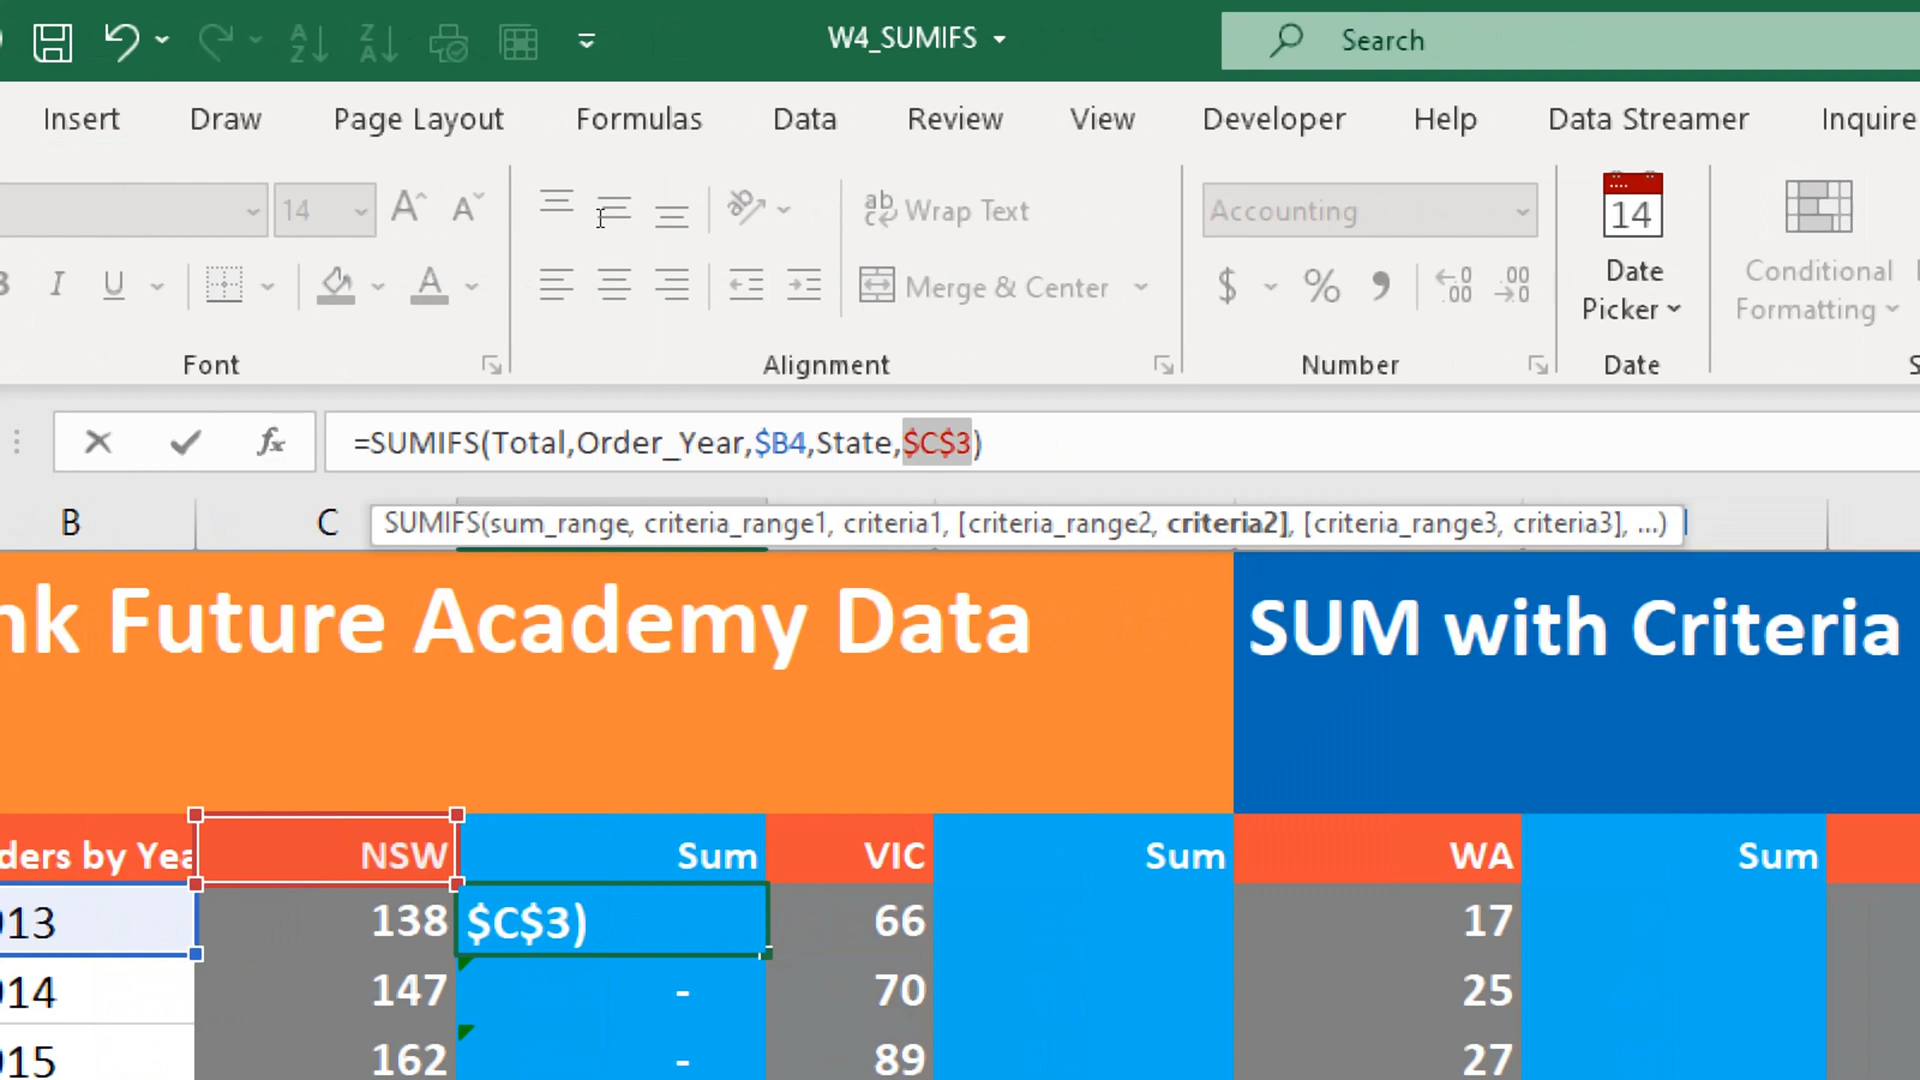 W4_SUMIFS
Search
Insert Draw Page Layout Formulas Data Review View Developer Help Data Streamer Inquire
14
Wrap Text
Accounting
14
Merge & Center
$ % , .00
.00
Date Picker
Conditional Formatting
Font Alignment Number Date
=SUMIFS(Total,Order_Year,$B4,State,$C$3)
B C
SUMIFS(sum_range, criteria_range1, criteria1, [criteria_range2, criteria2], [criteria_range3, criteria3], ...)
nk Future Academy Data
SUM with Criteria
ders by Yea NSW Sum VIC Sum WA Sum
013 138 $C$3) 66 17
014 147 - 70 25
015 162 - 89 27